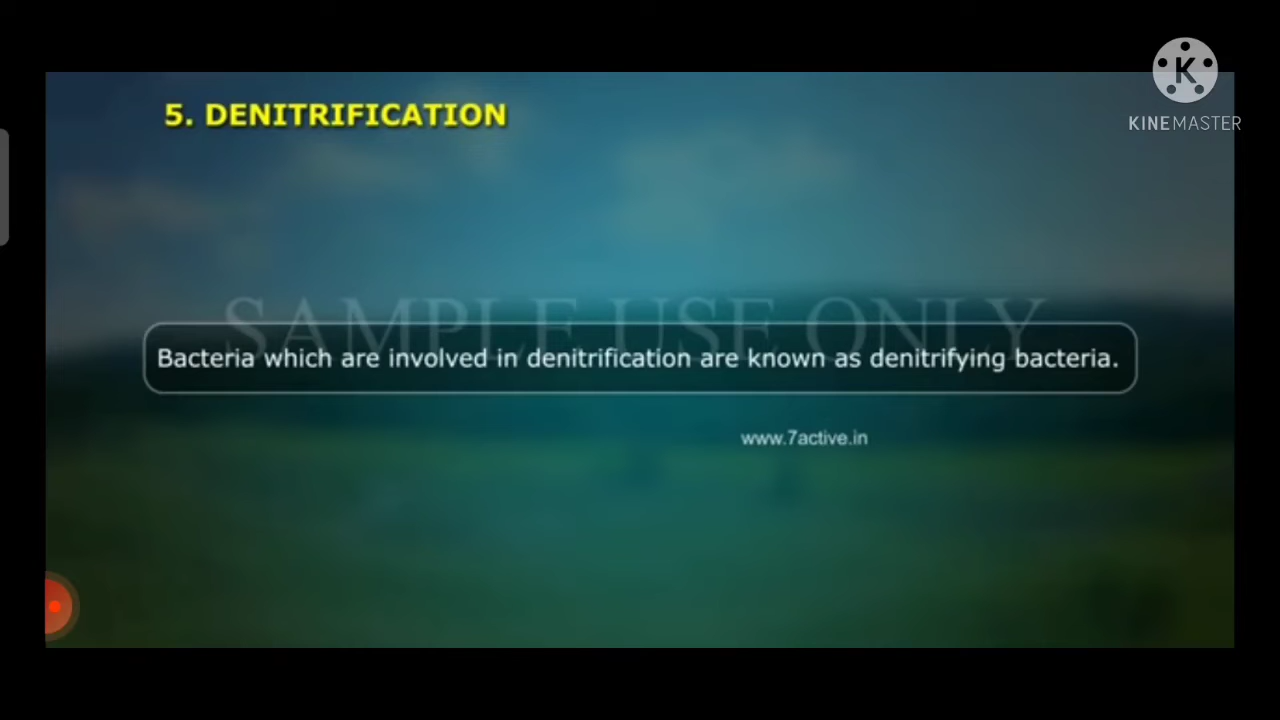 5. DENITRIFICATION
K
KINEMASTER
SAMPLE USE ONLY
Bacteria which are involved in denitrification are known as denitrifying bacteria.
www.7active.in